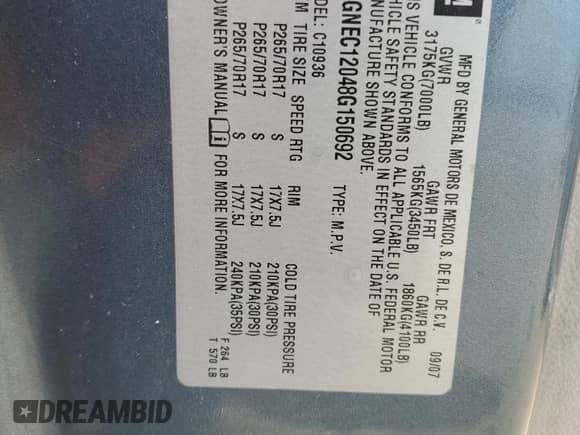 GM
MFD BY GENERAL MOTORS DE MEXICO, S. DE R.L. DE C.V.
09/07
GVWR GAWR FRT GAWR RR
3175KG(7000LB) 1565KG(3450LB) 1860KG(4100LB)
IS VEHICLE CONFORMS TO ALL APPLICABLE U.S. FEDERAL MOTOR
HICLE SAFETY STANDARDS IN EFFECT ON THE DATE OF
NUFACTURE SHOWN ABOVE.
GNEC12048G150692 TYPE: M.P.V.
DEL: C10936
TIRE SIZE SPEED RTG RIM COLD TIRE PRESSURE
P265/70R17 S 17X7.5J 210KPA(30PSI)
P265/70R17 S 17X7.5J 210KPA(30PSI)
P265/70R17 S 17X7.5J 240KPA(35PSI)
OWNER'S MANUAL FOR MORE INFORMATION.
F 264 LB
T 570 LB
DREAMBID